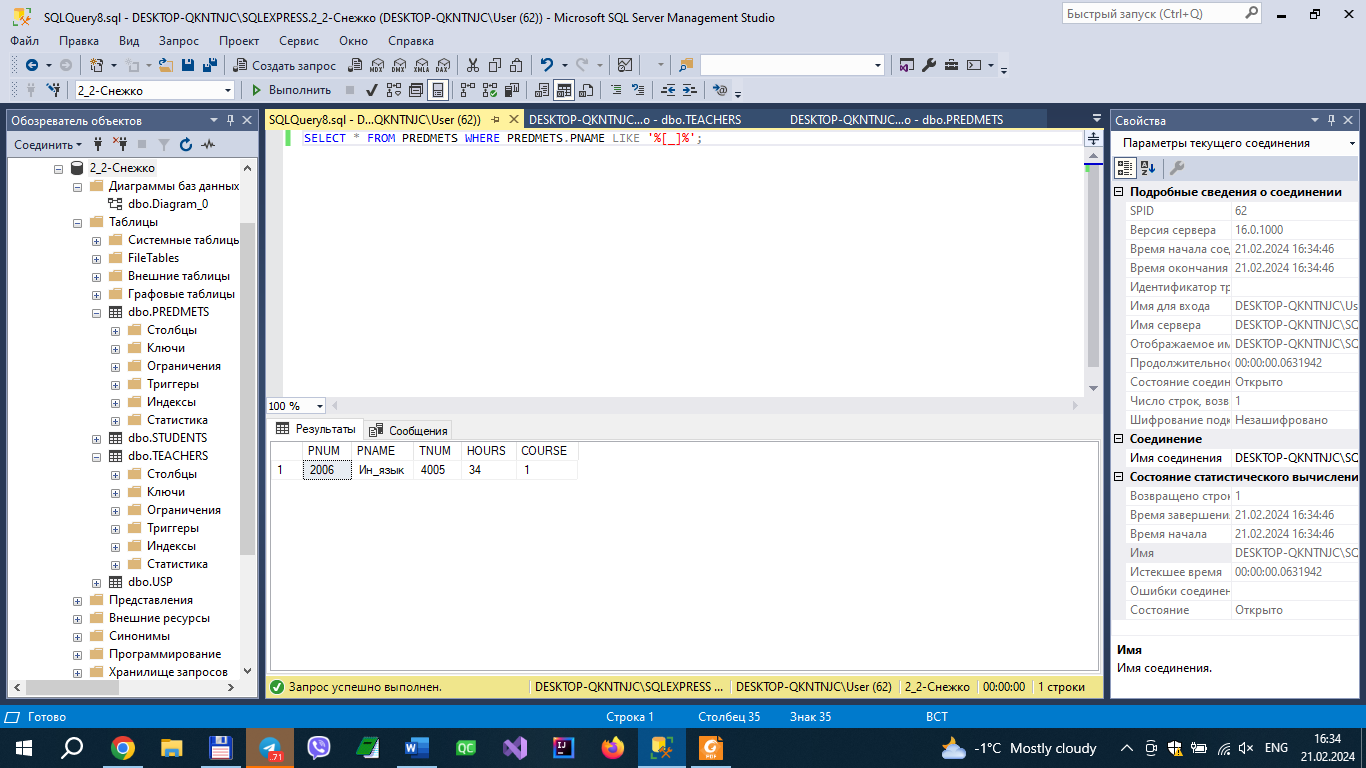 SQLQuery8.sql - DESKTOP-QKNTNJC\SQLEXPRESS.2_2-Снежко (DESKTOP-QKNTNJC\User (62)) - Microsoft SQL Server Management Studio
Быстрый запуск (Ctrl+Q)
Файл Правка Вид Запрос Проект Сервис Окно Справка
Создать запрос MDX DMX XMLA DAX
2_2-Снежко Выполнить
Обозреватель объектов
Соединить
2_2-Снежко
Диаграммы баз данных
dbo.Diagram_0
Таблицы
Системные таблицы
FileTables
Внешние таблицы
Графовые таблицы
dbo.PREDMETS
Столбцы
Ключи
Ограничения
Триггеры
Индексы
Статистика
dbo.STUDENTS
dbo.TEACHERS
Столбцы
Ключи
Ограничения
Триггеры
Индексы
Статистика
dbo.USP
Представления
Внешние ресурсы
Синонимы
Программирование
Хранилище запросов
SQLQuery8.sql - D...QKNTNJC\User (62)) DESKTOP-QKNTNJC...o - dbo.TEACHERS DESKTOP-QKNTNJC...o - dbo.PREDMETS
SELECT * FROM PREDMETS WHERE PREDMETS.PNAME LIKE '%[_]%';
100 %
Результаты Сообщения
PNUM PNAME TNUM HOURS COURSE
1 2006 Ин_язык 4005 34 1
Запрос успешно выполнен. DESKTOP-QKNTNJC\SQLEXPRESS ... DESKTOP-QKNTNJC\User (62) 2_2-Снежко 00:00:00 1 строки
Свойства
Параметры текущего соединения
Подробные сведения о соединении
SPID 62
Версия сервера 16.0.1000
Время начала сое 21.02.2024 16:34:46
Время окончания 21.02.2024 16:34:46
Идентификатор тр
Имя для входа DESKTOP-QKNTNJC\Us
Имя сервера DESKTOP-QKNTNJC\SQ
Отображаемое им DESKTOP-QKNTNJC\SQ
Продолжительнос 00:00:00.0631942
Состояние соедин Открыто
Число строк, возв 1
Шифрование подк Незашифровано
Соединение
Имя соединения DESKTOP-QKNTNJC\SQ
Состояние статистического вычислени
Возвращено строк 1
Время завершени 21.02.2024 16:34:46
Время начала 21.02.2024 16:34:46
Имя DESKTOP-QKNTNJC\SQ
Истекшее время 00:00:00.0631942
Ошибки соединен
Состояние Открыто
Имя
Имя соединения.
Готово Строка 1 Столбец 35 Знак 35 ВСТ
..71 QC IJ PDF -1°C Mostly cloudy ENG 16:34
21.02.2024